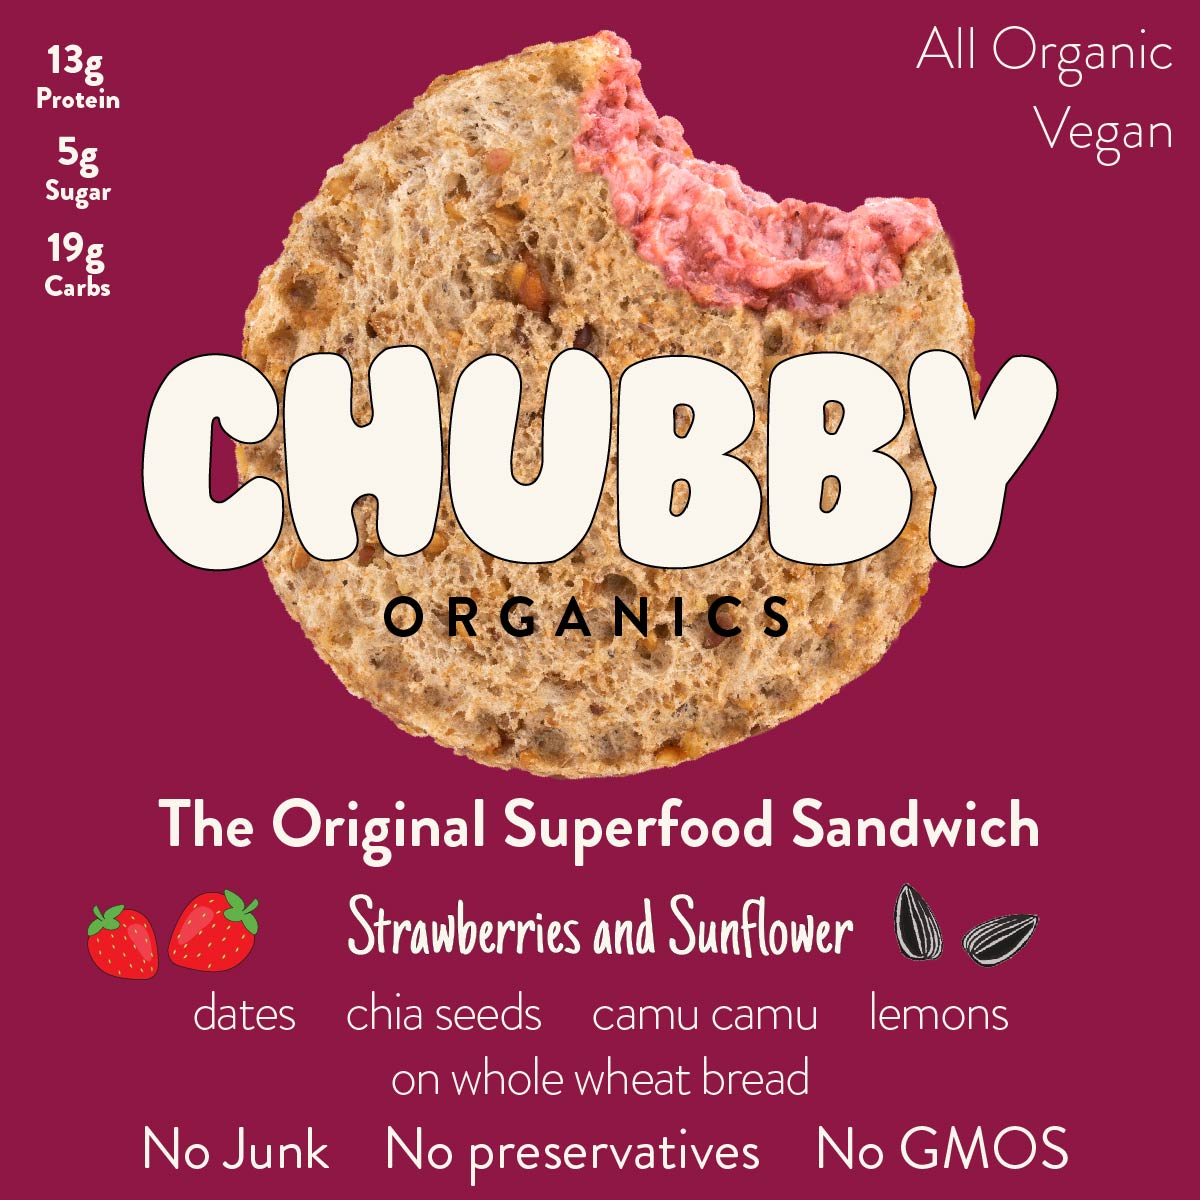 13g
Protein
5g
Sugar
19g
Carbs
All Organic
Vegan
CHUBBY
ORGANICS
The Original Superfood Sandwich
Strawberries and Sunflower
dates chia seeds camu camu lemons
on whole wheat bread
No Junk No preservatives No GMOS